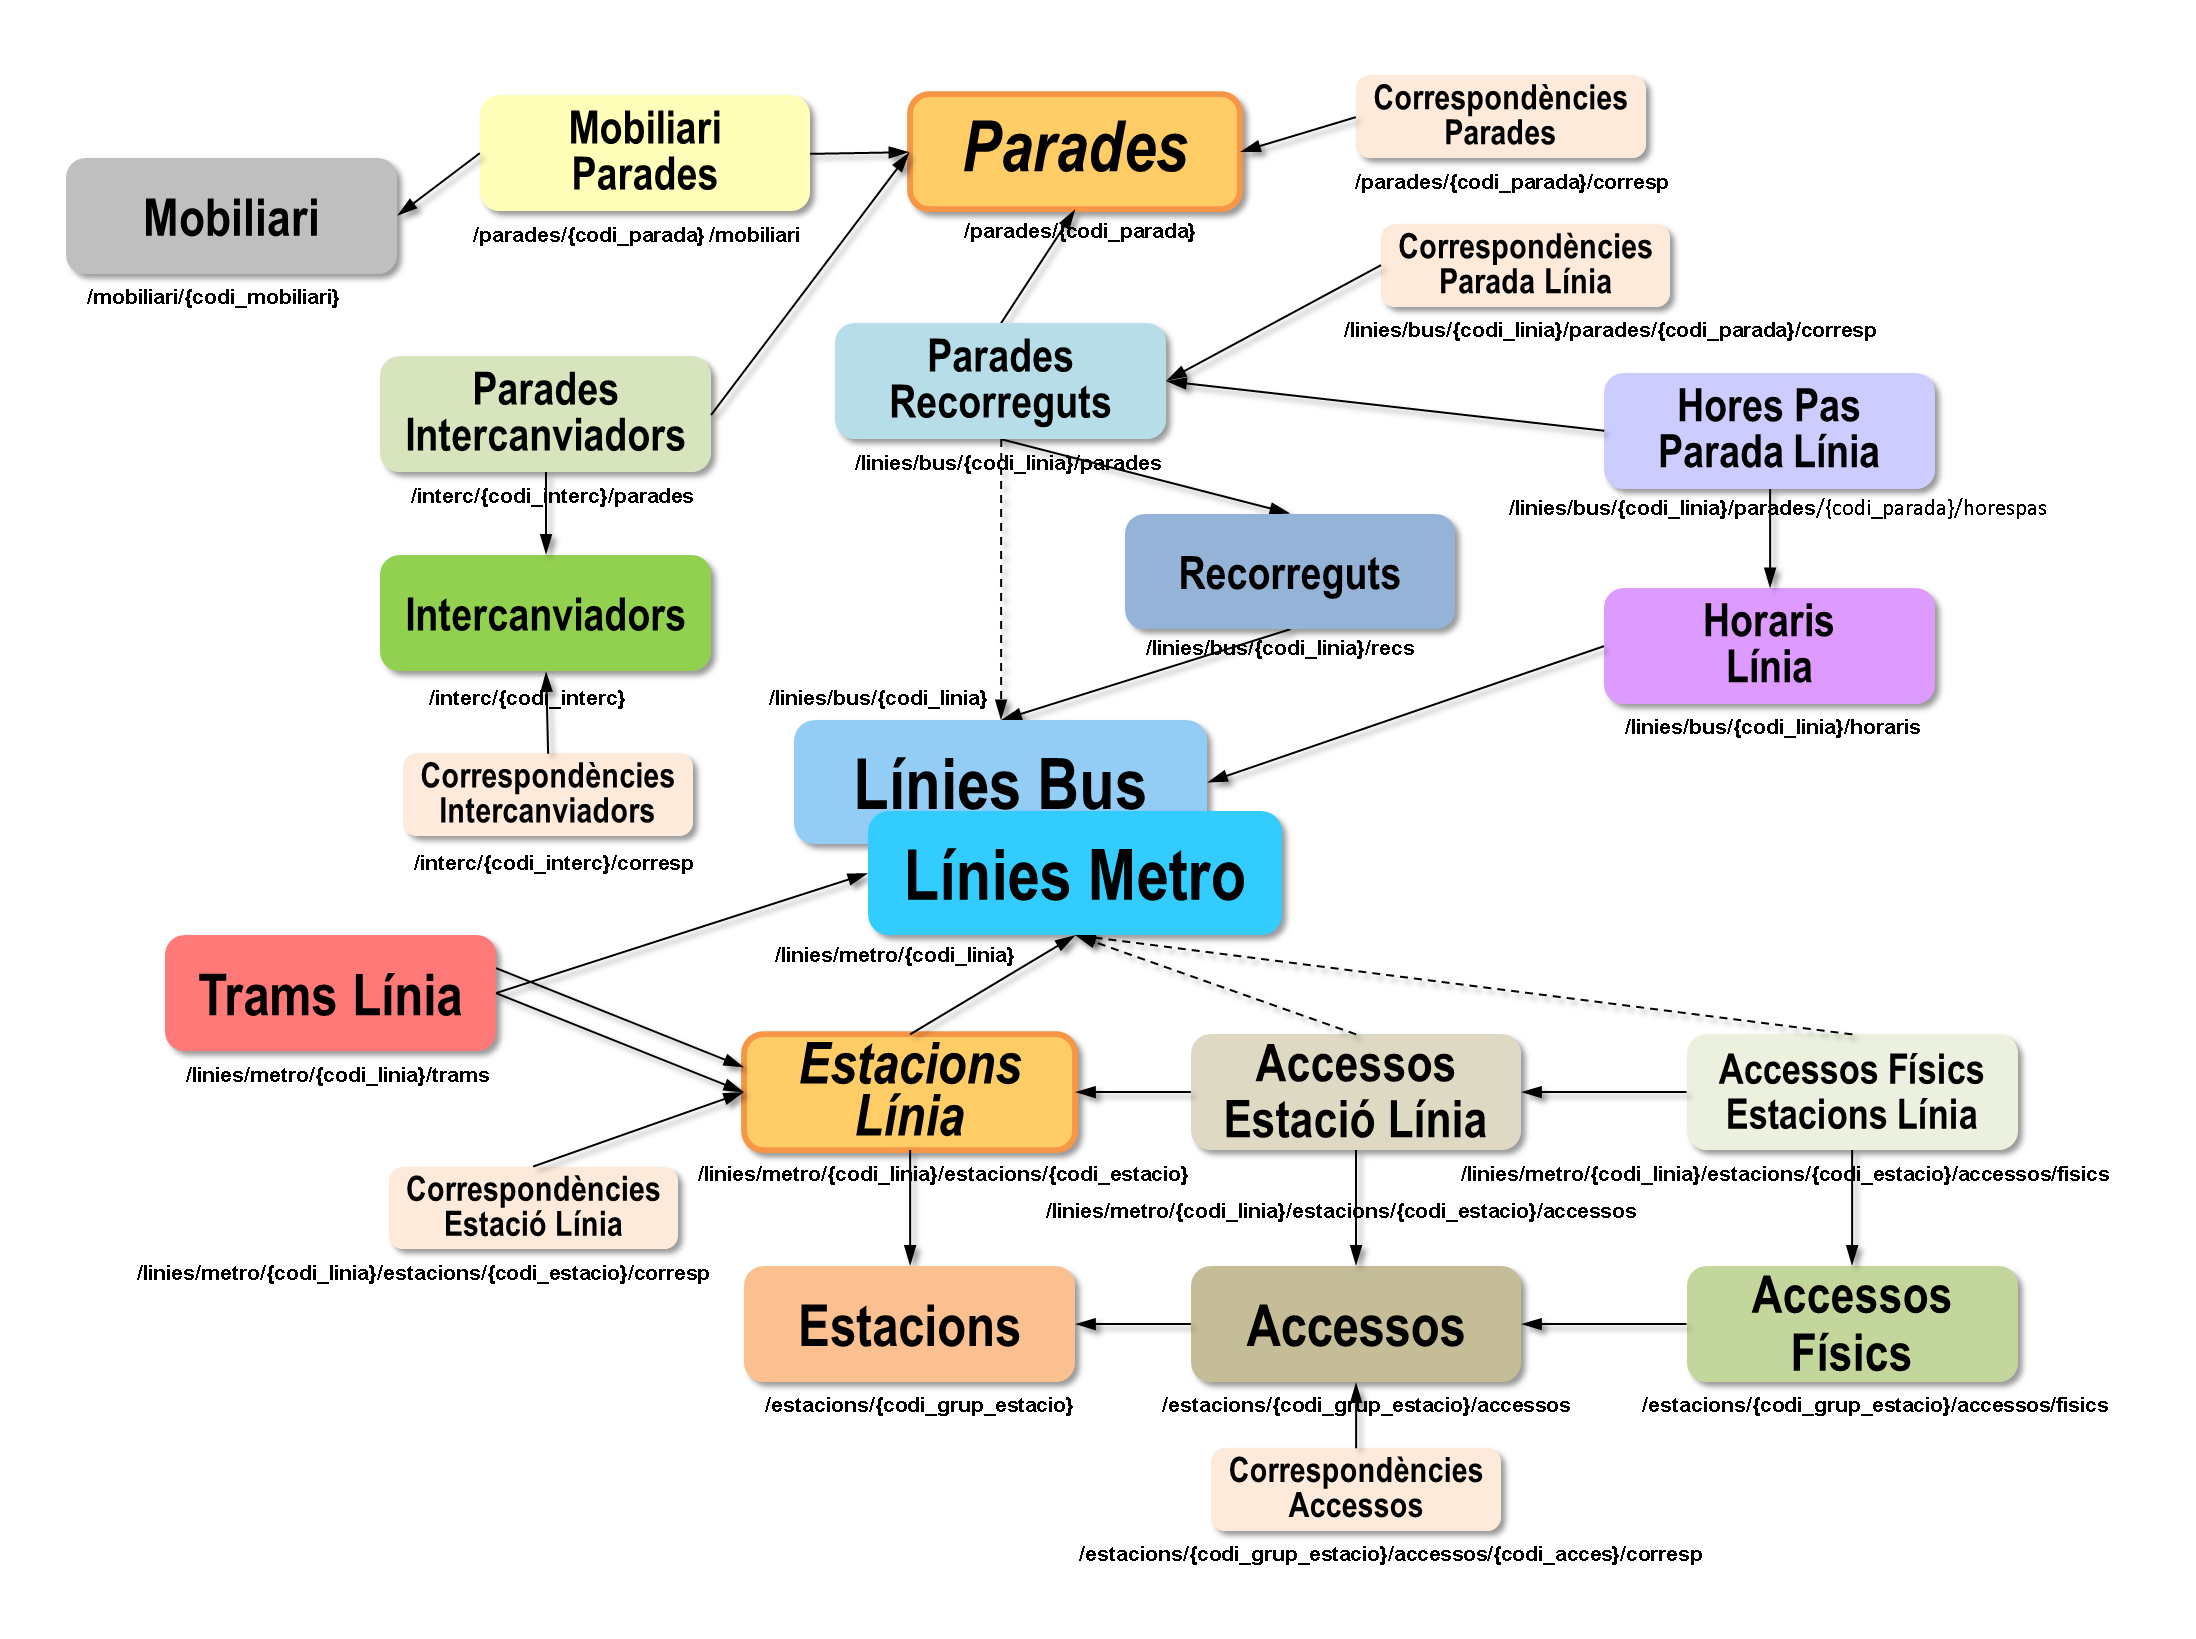 Mobiliari
/mobiliari/{codi_mobiliari}
Mobiliari
Parades
/parades/{codi_parada} /mobiliari
Parades
/parades/{codi_parada}
Correspondències
Parades
/parades/{codi_parada}/corresp
Correspondències
Parada Línia
/linies/bus/{codi_linia}/parades/{codi_parada}/corresp
Parades
Intercanviadors
/interc/{codi_interc}/parades
Parades
Recorreguts
/linies/bus/{codi_linia}/parades
Hores Pas
Parada Línia
/linies/bus/{codi_linia}/parades/{codi_parada}/horespas
Intercanviadors
/interc/{codi_interc}
Recorreguts
/linies/bus/{codi_linia}/recs
Horaris
Línia
/linies/bus/{codi_linia}/horaris
Correspondències
Intercanviadors
/interc/{codi_interc}/corresp
/linies/bus/{codi_linia}
Línies Bus
Línies Metro
/linies/metro/{codi_linia}
Trams Línia
/linies/metro/{codi_linia}/trams
Estacions
Línia
/linies/metro/{codi_linia}/estacions/{codi_estacio}
Accessos
Estació Línia
/linies/metro/{codi_linia}/estacions/{codi_estacio}/accessos
Accessos Físics
Estacions Línia
/linies/metro/{codi_linia}/estacions/{codi_estacio}/accessos/fisics
Correspondències
Estació Línia
/linies/metro/{codi_linia}/estacions/{codi_estacio}/corresp
Estacions
/estacions/{codi_grup_estacio}
Accessos
/estacions/{codi_grup_estacio}/accessos
Accessos
Físics
/estacions/{codi_grup_estacio}/accessos/fisics
Correspondències
Accessos
/estacions/{codi_grup_estacio}/accessos/{codi_acces}/corresp